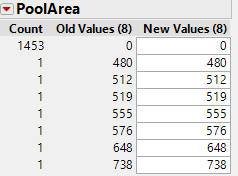 PoolArea
Count Old Values (8) New Values (8)
1453 0 0
1 480 480
1 512 512
1 519 519
1 555 555
1 576 576
1 648 648
1 738 738